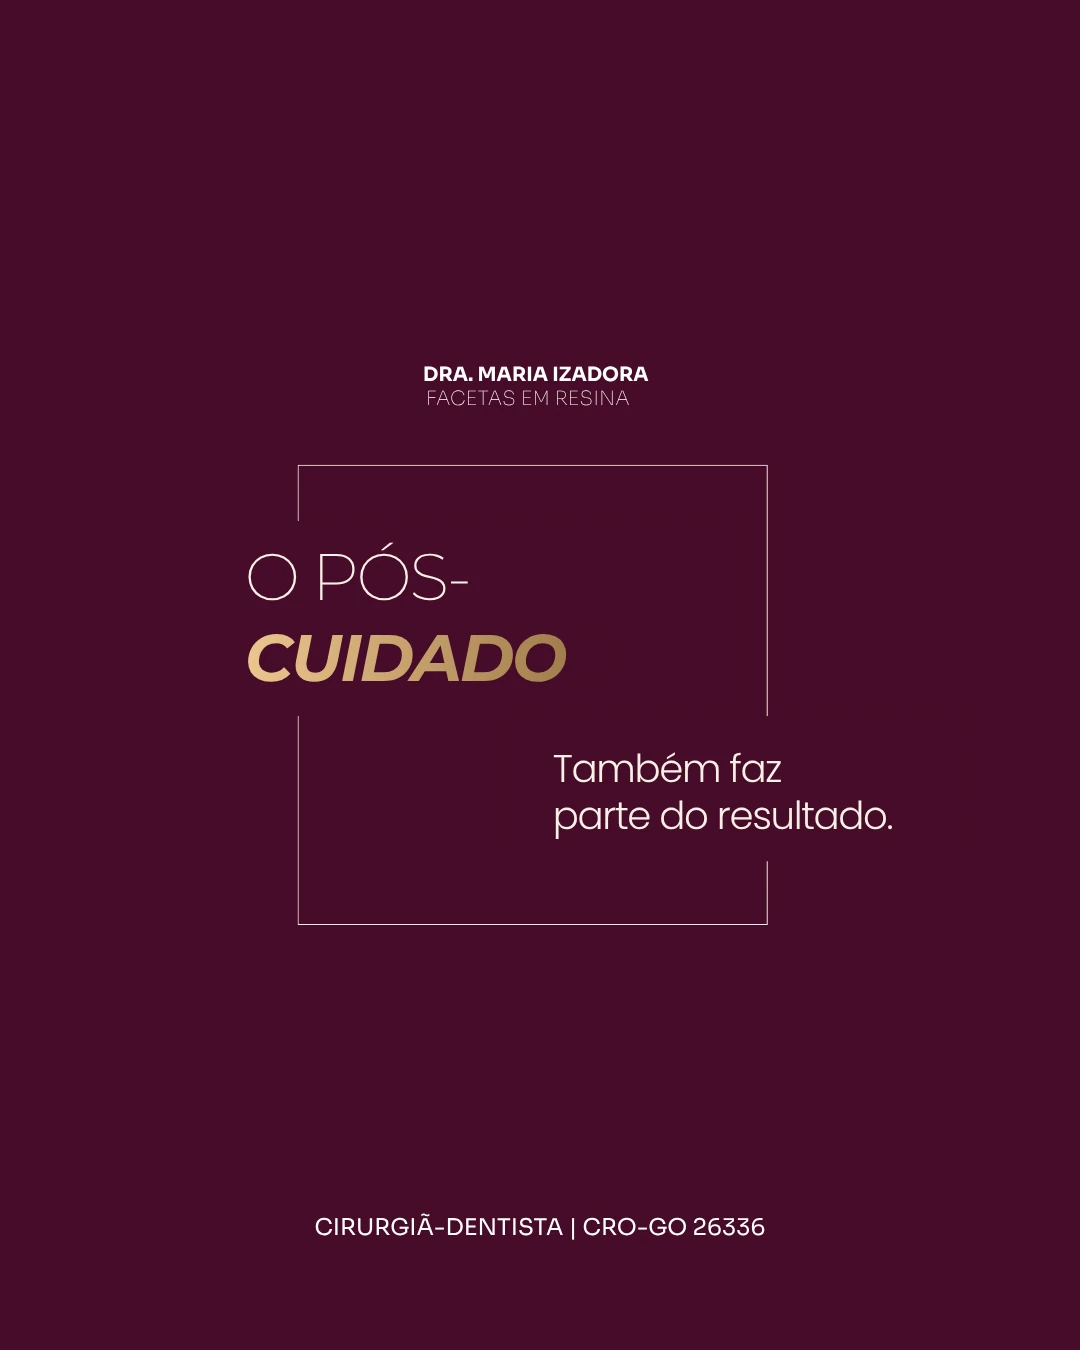 DRA. MARIA IZADORA
FACETAS EM RESINA
O PÓS-
CUIDADO
Também faz
parte do resultado.
CIRURGIÃ-DENTISTA | CRO-GO 26336